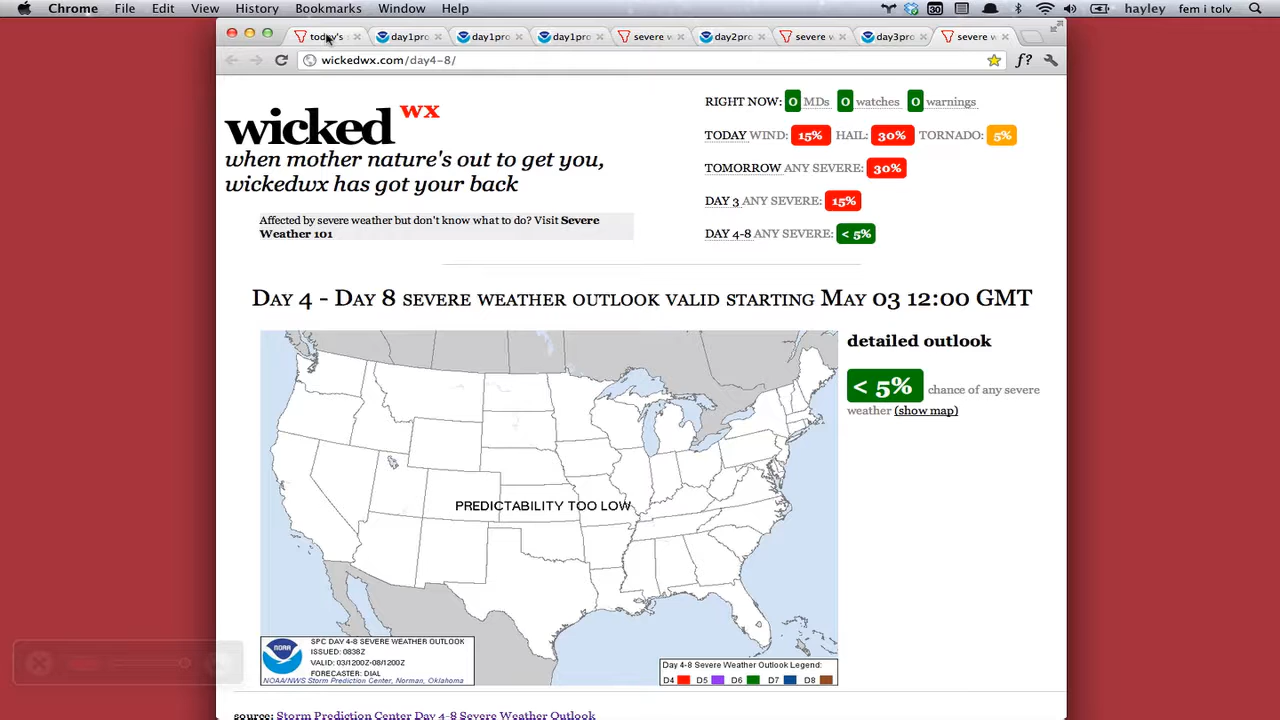 Chrome File Edit View History Bookmarks Window Help 30 hayley fem i tolv
today's day1pro day1pro day1pro severe w day2pro severe w day3pro severe w
wickedwx.com/day4-8/ f?
wicked wx
when mother nature's out to get you,
wickedwx has got your back
Affected by severe weather but don't know what to do? Visit Severe
Weather 101
RIGHT NOW: 0 MDs 0 watches 0 warnings
TODAY WIND: 15% HAIL: 30% TORNADO: 5%
TOMORROW ANY SEVERE: 30%
DAY 3 ANY SEVERE: 15%
DAY 4-8 ANY SEVERE: < 5%
Day 4 - Day 8 severe weather outlook valid starting May 03 12:00 GMT
detailed outlook
< 5% chance of any severe
weather (show map)
PREDICTABILITY TOO LOW
NOAA
SPC DAY 4-8 SEVERE WEATHER OUTLOOK
ISSUED: 0838Z
VALID: 03/1200Z-08/1200Z
FORECASTER: DIAL
NOAA/NWS Storm Prediction Center, Norman, Oklahoma
Day 4-8 Severe Weather Outlook Legend:
D4 D5 D6 D7 D8
source: Storm Prediction Center Day 4-8 Severe Weather Outlook